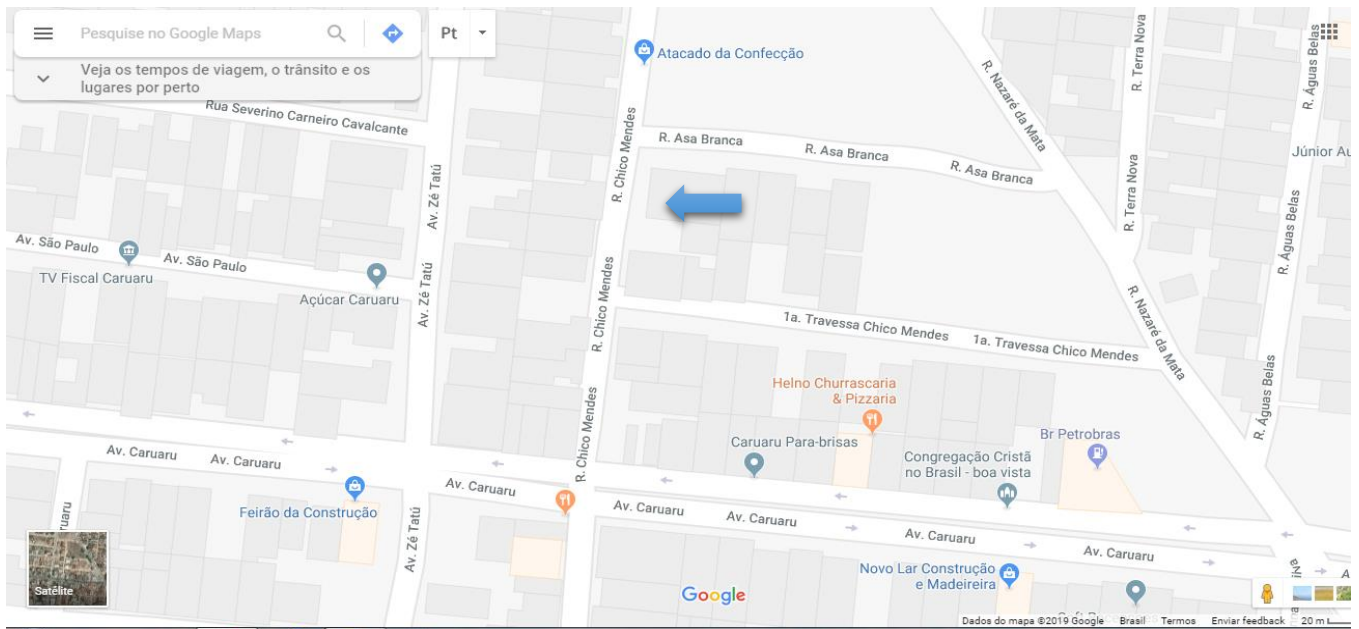 Pesquise no Google Maps
Pt
Veja os tempos de viagem, o trânsito e os
lugares por perto
Atacado da Confecção
R. Nazaré da Mata
R. Terra Nova
R. Águas Belas
Rua Severino Carneiro Cavalcante
R. Chico Mendes
R. Asa Branca
R. Asa Branca
R. Asa Branca
Júnior Au
Av. Zé Tatú
R. Terra Nova
R. Águas Belas
Av. São Paulo
Av. São Paulo
TV Fiscal Caruaru
Açúcar Caruaru
Av. Zé Tatú
R. Chico Mendes
1a. Travessa Chico Mendes
1a. Travessa Chico Mendes
R. Nazaré da Mata
R. Águas Belas
Helno Churrascaria
& Pizzaria
R. Chico Mendes
Caruaru Para-brisas
Br Petrobras
Congregação Cristã
no Brasil - boa vista
Av. Caruaru
Av. Caruaru
Av. Caruaru
Av. Caruaru
Av. Caruaru
Av. Caruaru
Av. Caruaru
Feirão da Construção
Av. Zé Tatú
Novo Lar Construção
e Madeireira
Satélite
Google
Dados do mapa ©2019 Google Brasil Termos Enviar feedback 20 m